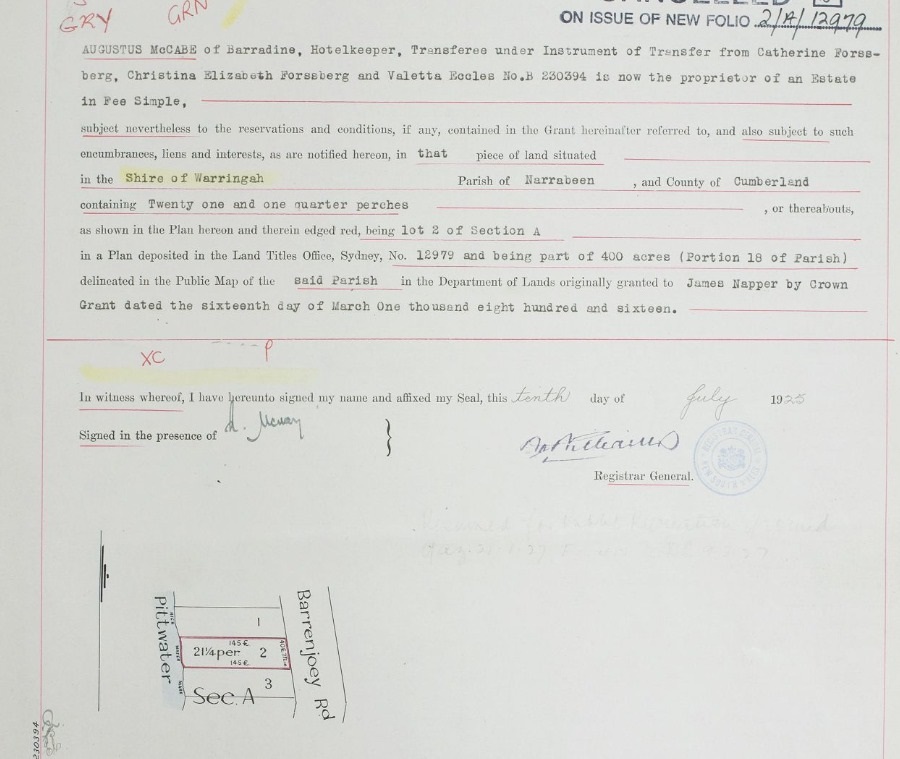 GRY
GRN
CANCELLED
ON ISSUE OF NEW FOLIO 2/A/12979
AUGUSTUS McCABE of Barradine, Hotelkeeper, Transferee under Instrument of Transfer from Catherine Forss-
berg, Christina Elizabeth Forssberg and Valetta Eccles No.B 230394 is now the proprietor of an Estate
in Fee Simple,
subject nevertheless to the reservations and conditions, if any, contained in the Grant hereinafter referred to, and also subject to such
encumbrances, liens and interests, as are notified hereon, in that piece of land situated
in the Shire of Warringah Parish of Narrabeen , and County of Cumberland
containing Twenty one and one quarter perches , or thereabouts,
as shown in the Plan hereon and therein edged red, being lot 2 of Section A
in a Plan deposited in the Land Titles Office, Sydney, No. 12979 and being part of 400 acres (Portion 18 of Parish)
delineated in the Public Map of the said Parish in the Department of Lands originally granted to James Napper by Crown
Grant dated the sixteenth day of March One thousand eight hundred and sixteen.
XC P
In witness whereof, I have hereunto signed my name and affixed my Seal, this tenth day of July 1925
Signed in the presence of
Registrar General.
Pittwater
Barrenjoey Rd
1
145 E
21¼ per 2
145 E
3
Sec. A
230394